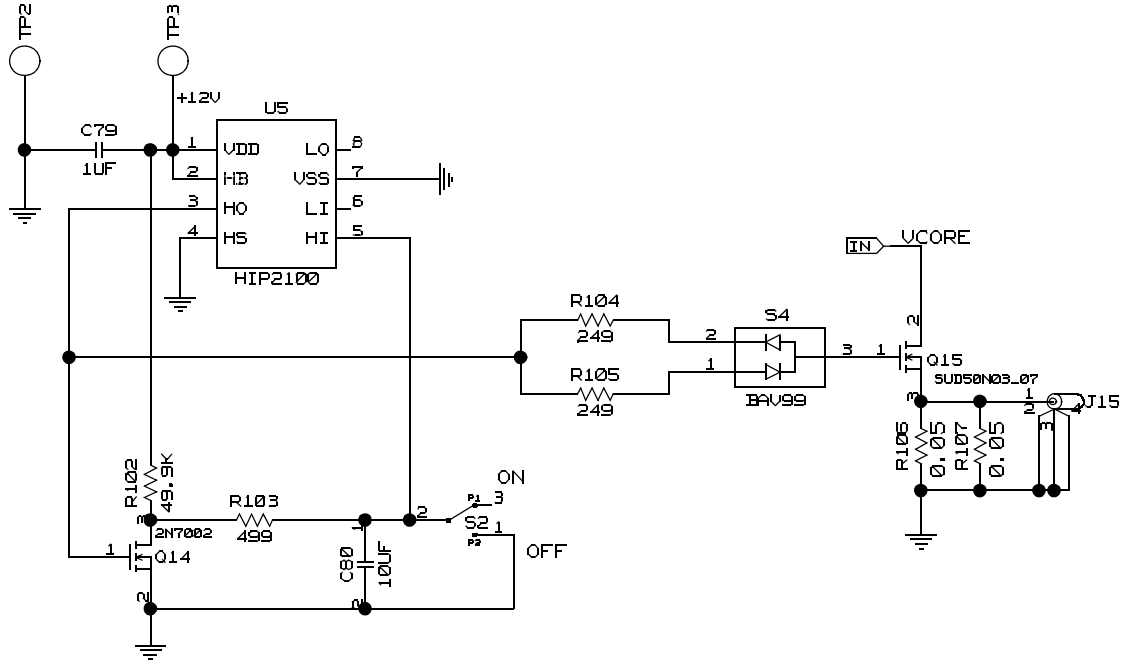 TP2
TP3
+12V
U5
C79
1UF
1 VDD LO 8
2 HB VSS 7
3 HO LI 6
4 HS HI 5
HIP2100
IN VCORE
R104
249
R105
249
S4
2
1
3
BAV99
2
1
Q15
SUD50N03_07
3
1
2
3
4
J15
R106
0.05
R107
0.05
R102
49.9K
R103
499
3
2N7002
1
Q14
2
1
C80
10UF
2
ON
P1
3
2
S2
1
P2
OFF